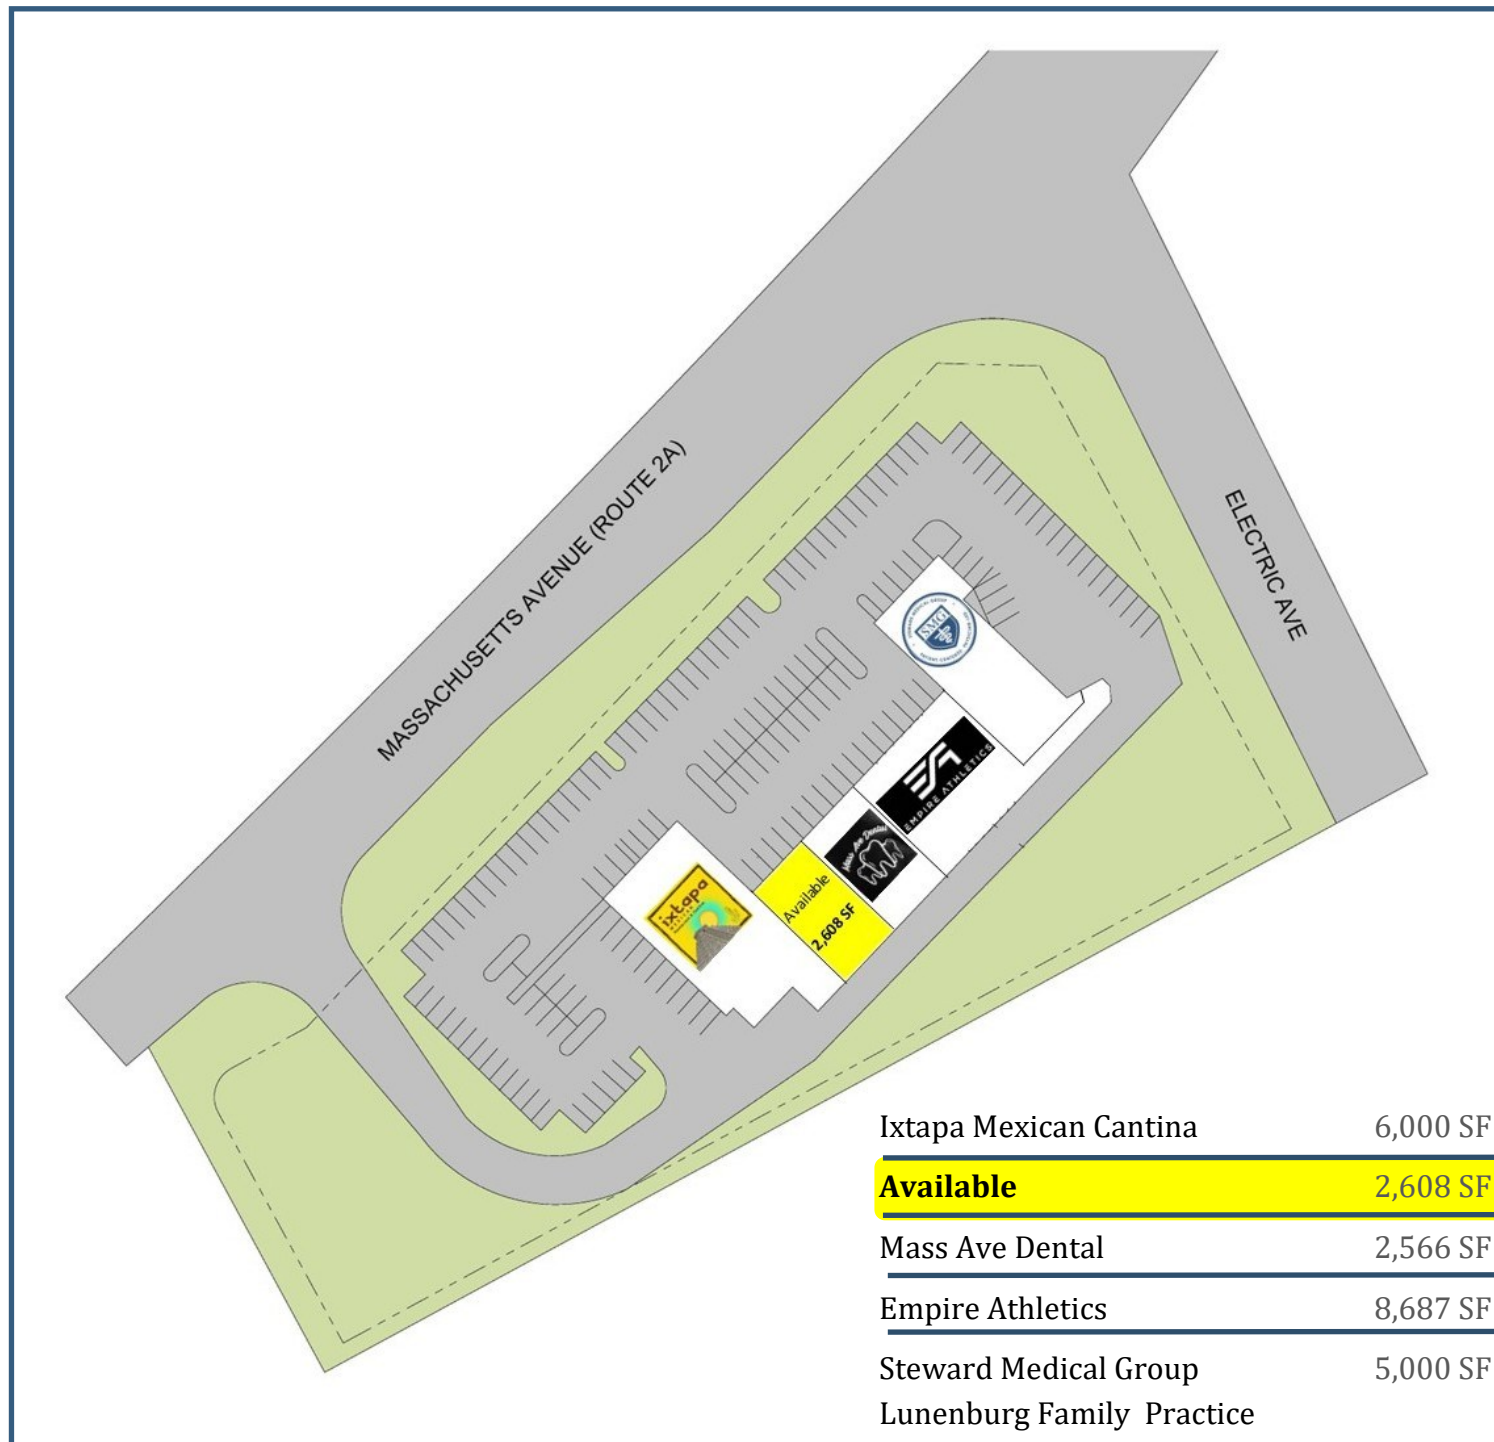 MASSACHUSETTS AVENUE (ROUTE 2A)
ELECTRIC AVE
SMG
EMPIRE ATHLETICS
Mass Ave Dental
Available
2,608 SF
ixtapa
Ixtapa Mexican Cantina 6,000 SF
Available 2,608 SF
Mass Ave Dental 2,566 SF
Empire Athletics 8,687 SF
Steward Medical Group 5,000 SF
Lunenburg Family Practice